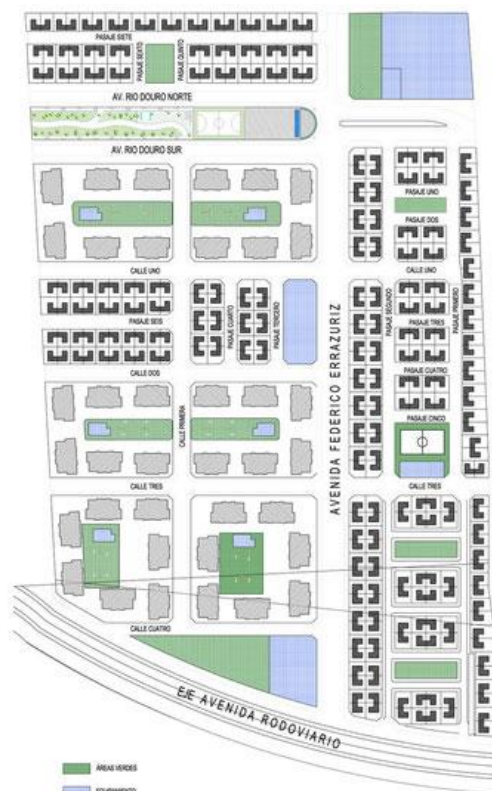 PASAJE SIETE
PASAJE SEXTO
PASAJE QUINTO
AV. RIO DOURO NORTE
AV. RIO DOURO SUR
PASAJE UNO
PASAJE DOS
CALLE UNO
CALLE UNO
PASAJE SEIS
PASAJE CUARTO
PASAJE TERCERO
PASAJE SEGUNDO
PASAJE PRIMERO
PASAJE TRES
PASAJE CUATRO
CALLE DOS
CALLE PRIMERA
AVENIDA FEDERICO ERRAZURIZ
PASAJE CINCO
CALLE TRES
CALLE TRES
CALLE CUATRO
EJE AVENIDA RODOVIARIO
ÁREAS VERDES
EQUIPAMIENTO